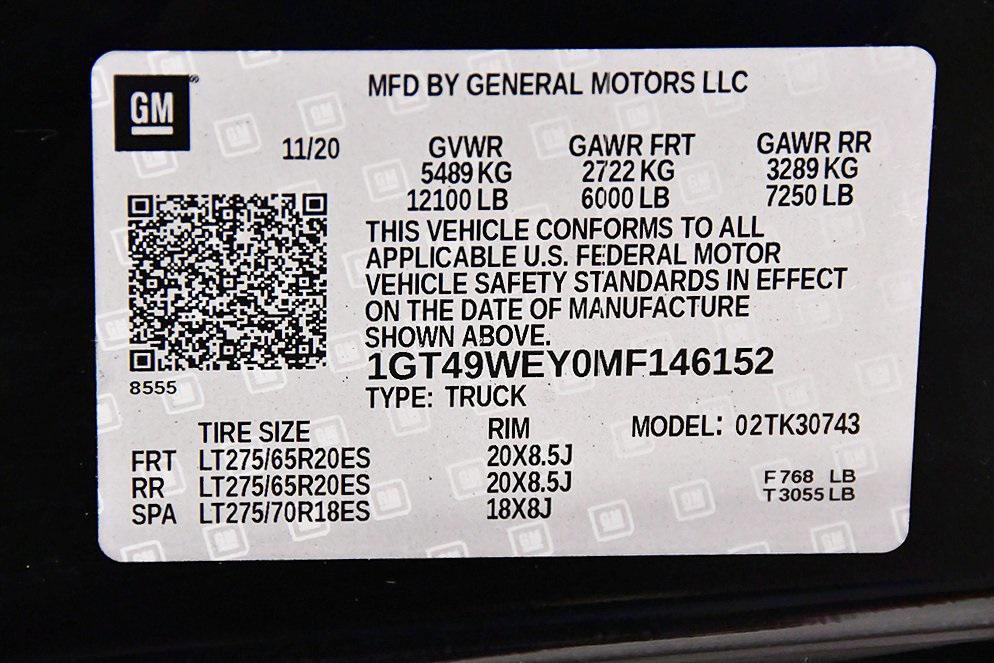 GM
MFD BY GENERAL MOTORS LLC
11/20 GVWR GAWR FRT GAWR RR
5489 KG 2722 KG 3289 KG
12100 LB 6000 LB 7250 LB
THIS VEHICLE CONFORMS TO ALL
APPLICABLE U.S. FEDERAL MOTOR
VEHICLE SAFETY STANDARDS IN EFFECT
ON THE DATE OF MANUFACTURE
SHOWN ABOVE.
1GT49WEY0MF146152
8555
TYPE: TRUCK
TIRE SIZE RIM MODEL: 02TK30743
FRT LT275/65R20ES 20X8.5J
RR LT275/65R20ES 20X8.5J
SPA LT275/70R18ES 18X8J
F 768 LB
T 3055 LB